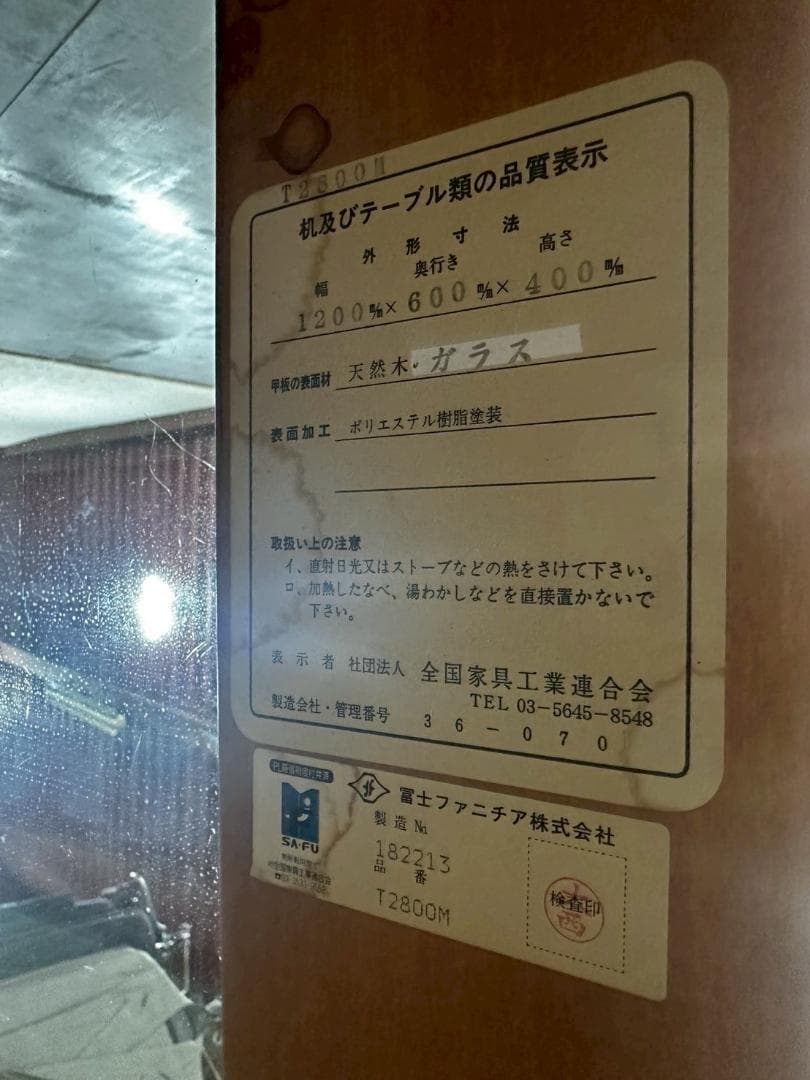 T2800M
机及びテーブル類の品質表示
外形寸法
幅 奥行き 高さ
1200㎜×600㎜×400㎜
甲板の表面材 天然木・ガラス
表面加工 ポリエステル樹脂塗装
取扱い上の注意
イ、直射日光又はストーブなどの熱をさけて下さい。
ロ、加熱したなべ、湯わかしなどを直接置かないで
下さい。
表示者 社団法人 全国家具工業連合会
TEL 03-5645-8548
製造会社・管理番号 36-070
SA·FU
冨士ファニチア株式会社
製造№
182213
品番
T2800M
検査印